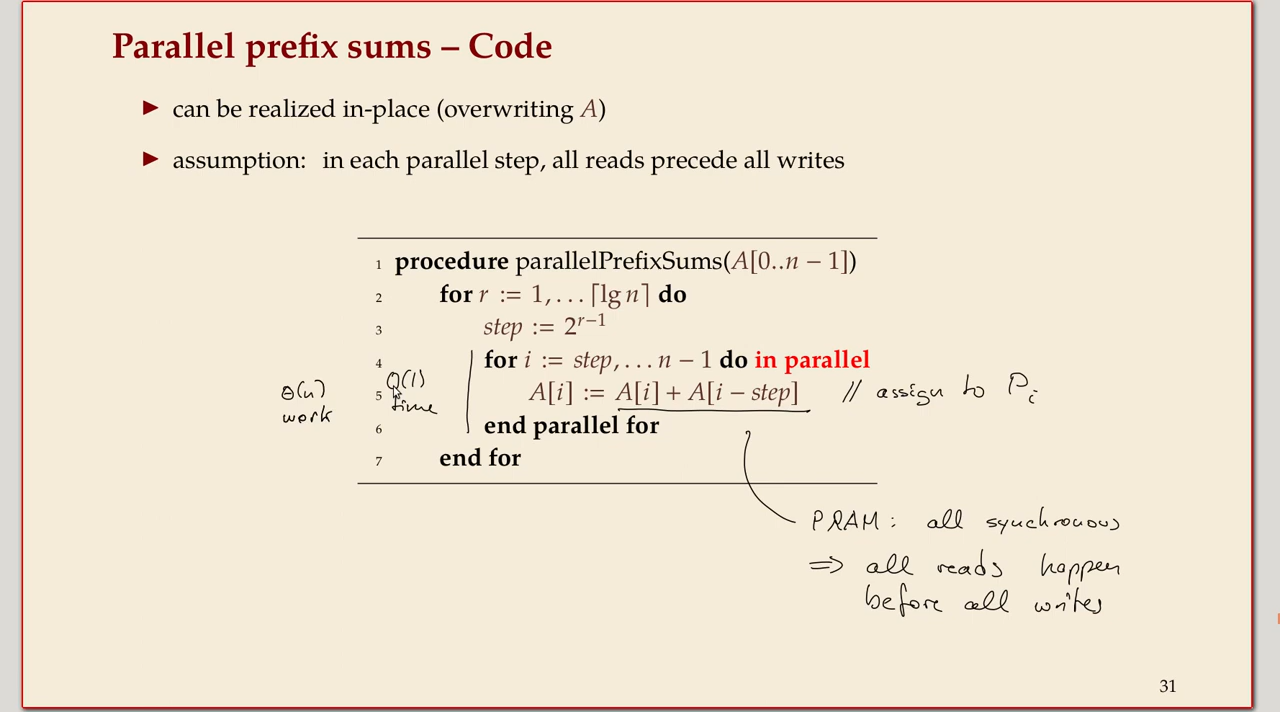 Parallel prefix sums – Code
▶ can be realized in-place (overwriting A)
▶ assumption: in each parallel step, all reads precede all writes
1 procedure parallelPrefixSums(A[0..n − 1])
2 for r := 1, . . . ⌈lg n⌉ do
3 step := 2^{r−1}
4 for i := step, . . . n − 1 do in parallel
5 A[i] := A[i] + A[i − step] // assign to P_i
6 end parallel for
7 end for
Θ(n)
work
O(1)
time
PRAM: all synchronous
⇒ all reads happen
before all writes
31